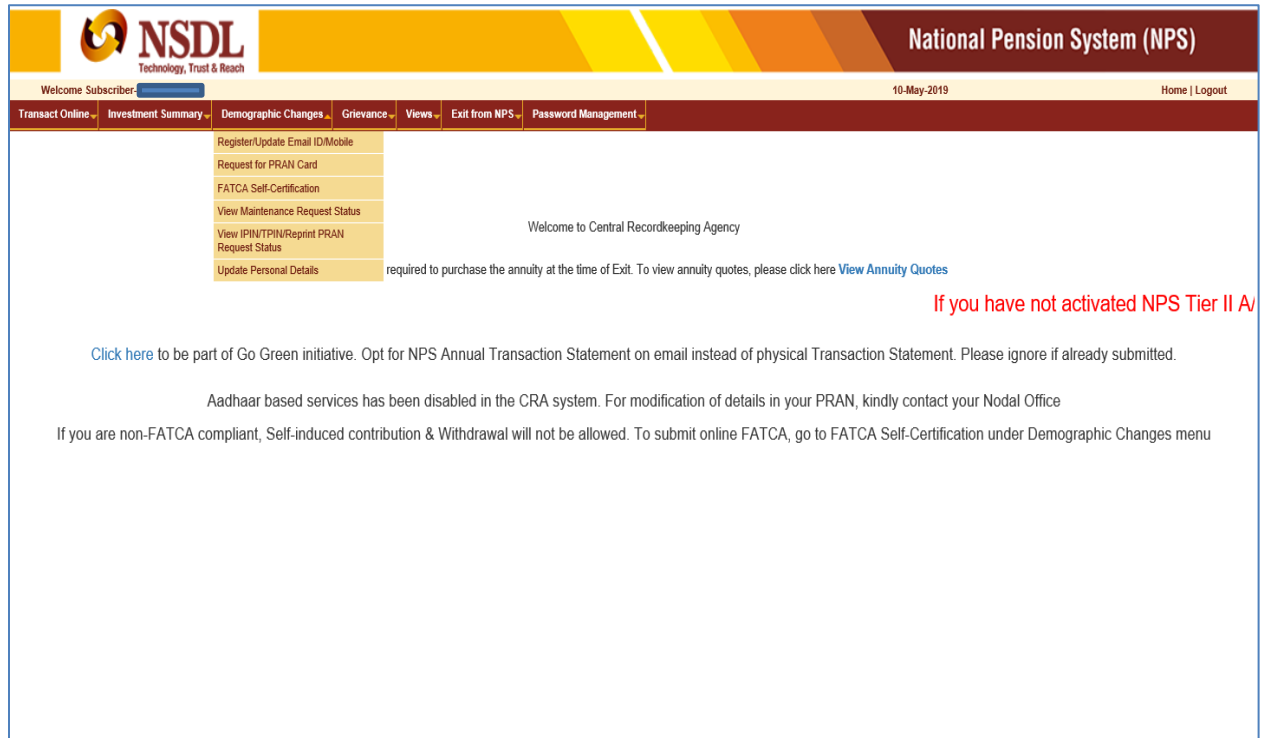 NSDL
Technology, Trust & Reach
National Pension System (NPS)
Welcome Subscriber-
10-May-2019
Home | Logout
Transact Online Investment Summary Demographic Changes Grievance Views Exit from NPS Password Management
Register/Update Email ID/Mobile
Request for PRAN Card
FATCA Self-Certification
View Maintenance Request Status
View IPIN/TPIN/Reprint PRAN
Request Status
Update Personal Details
Welcome to Central Recordkeeping Agency
required to purchase the annuity at the time of Exit. To view annuity quotes, please click here View Annuity Quotes
If you have not activated NPS Tier II A/
Click here to be part of Go Green initiative. Opt for NPS Annual Transaction Statement on email instead of physical Transaction Statement. Please ignore if already submitted.
Aadhaar based services has been disabled in the CRA system. For modification of details in your PRAN, kindly contact your Nodal Office
If you are non-FATCA compliant, Self-induced contribution & Withdrawal will not be allowed. To submit online FATCA, go to FATCA Self-Certification under Demographic Changes menu